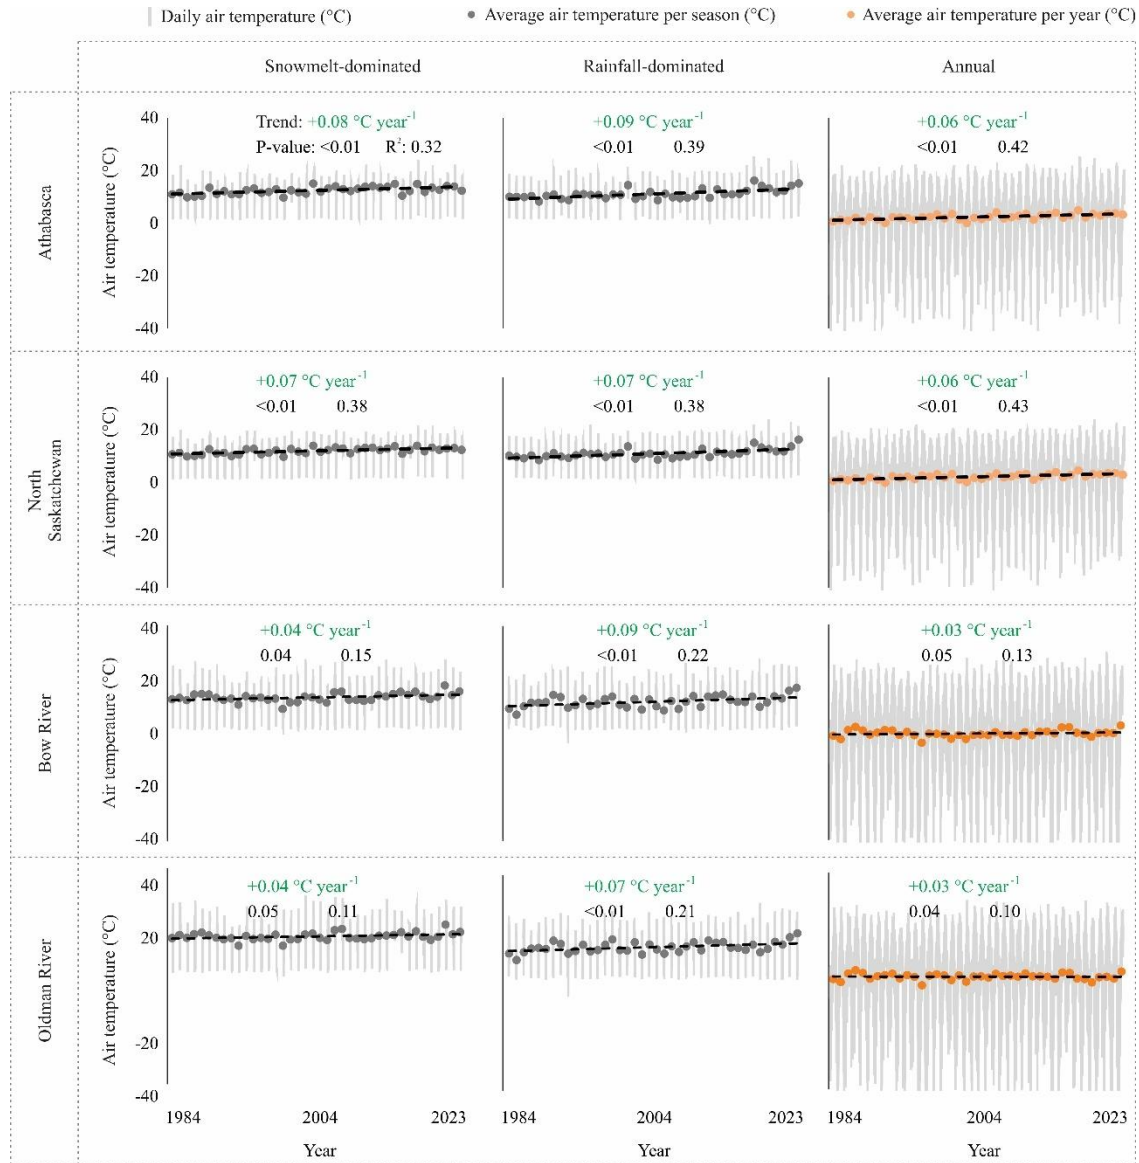 Daily air temperature (°C) Average air temperature per season (°C) Average air temperature per year (°C)
Snowmelt-dominated Rainfall-dominated Annual
Athabasca
Air temperature (°C)
40
20
0
-20
-40
Trend: +0.08 °C year⁻¹
P-value: <0.01 R²: 0.32
+0.09 °C year⁻¹
<0.01 0.39
+0.06 °C year⁻¹
<0.01 0.42
North
Saskatchewan
Air temperature (°C)
40
20
0
-20
-40
+0.07 °C year⁻¹
<0.01 0.38
+0.07 °C year⁻¹
<0.01 0.38
+0.06 °C year⁻¹
<0.01 0.43
Bow River
Air temperature (°C)
40
20
0
-20
-40
+0.04 °C year⁻¹
0.04 0.15
+0.09 °C year⁻¹
<0.01 0.22
+0.03 °C year⁻¹
0.05 0.13
Oldman River
Air temperature (°C)
40
20
0
-20
-40
+0.04 °C year⁻¹
0.05 0.11
+0.07 °C year⁻¹
<0.01 0.21
+0.03 °C year⁻¹
0.04 0.10
1984 2004 2023 1984 2004 2023 1984 2004 2023
Year Year Year